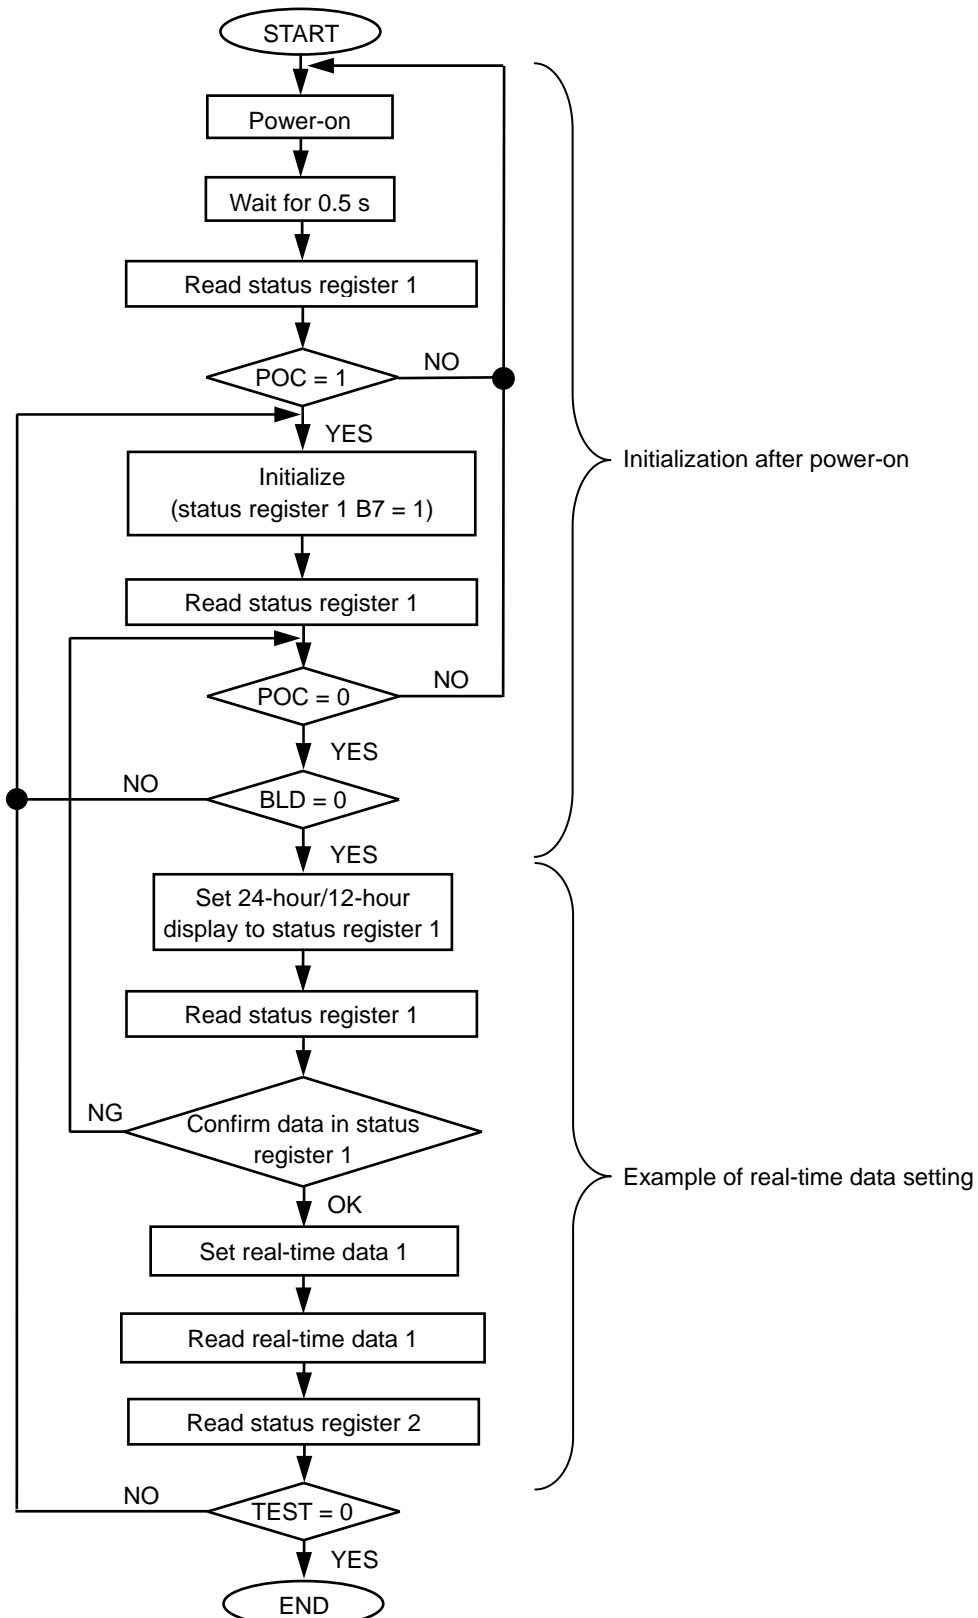 START
Power-on
Wait for 0.5 s
Read status register 1
POC = 1
NO
YES
Initialize
(status register 1 B7 = 1)
Initialization after power-on
Read status register 1
POC = 0
NO
YES
NO
BLD = 0
YES
Set 24-hour/12-hour
display to status register 1
Read status register 1
NG
Confirm data in status
register 1
Example of real-time data setting
OK
Set real-time data 1
Read real-time data 1
Read status register 2
NO
TEST = 0
YES
END